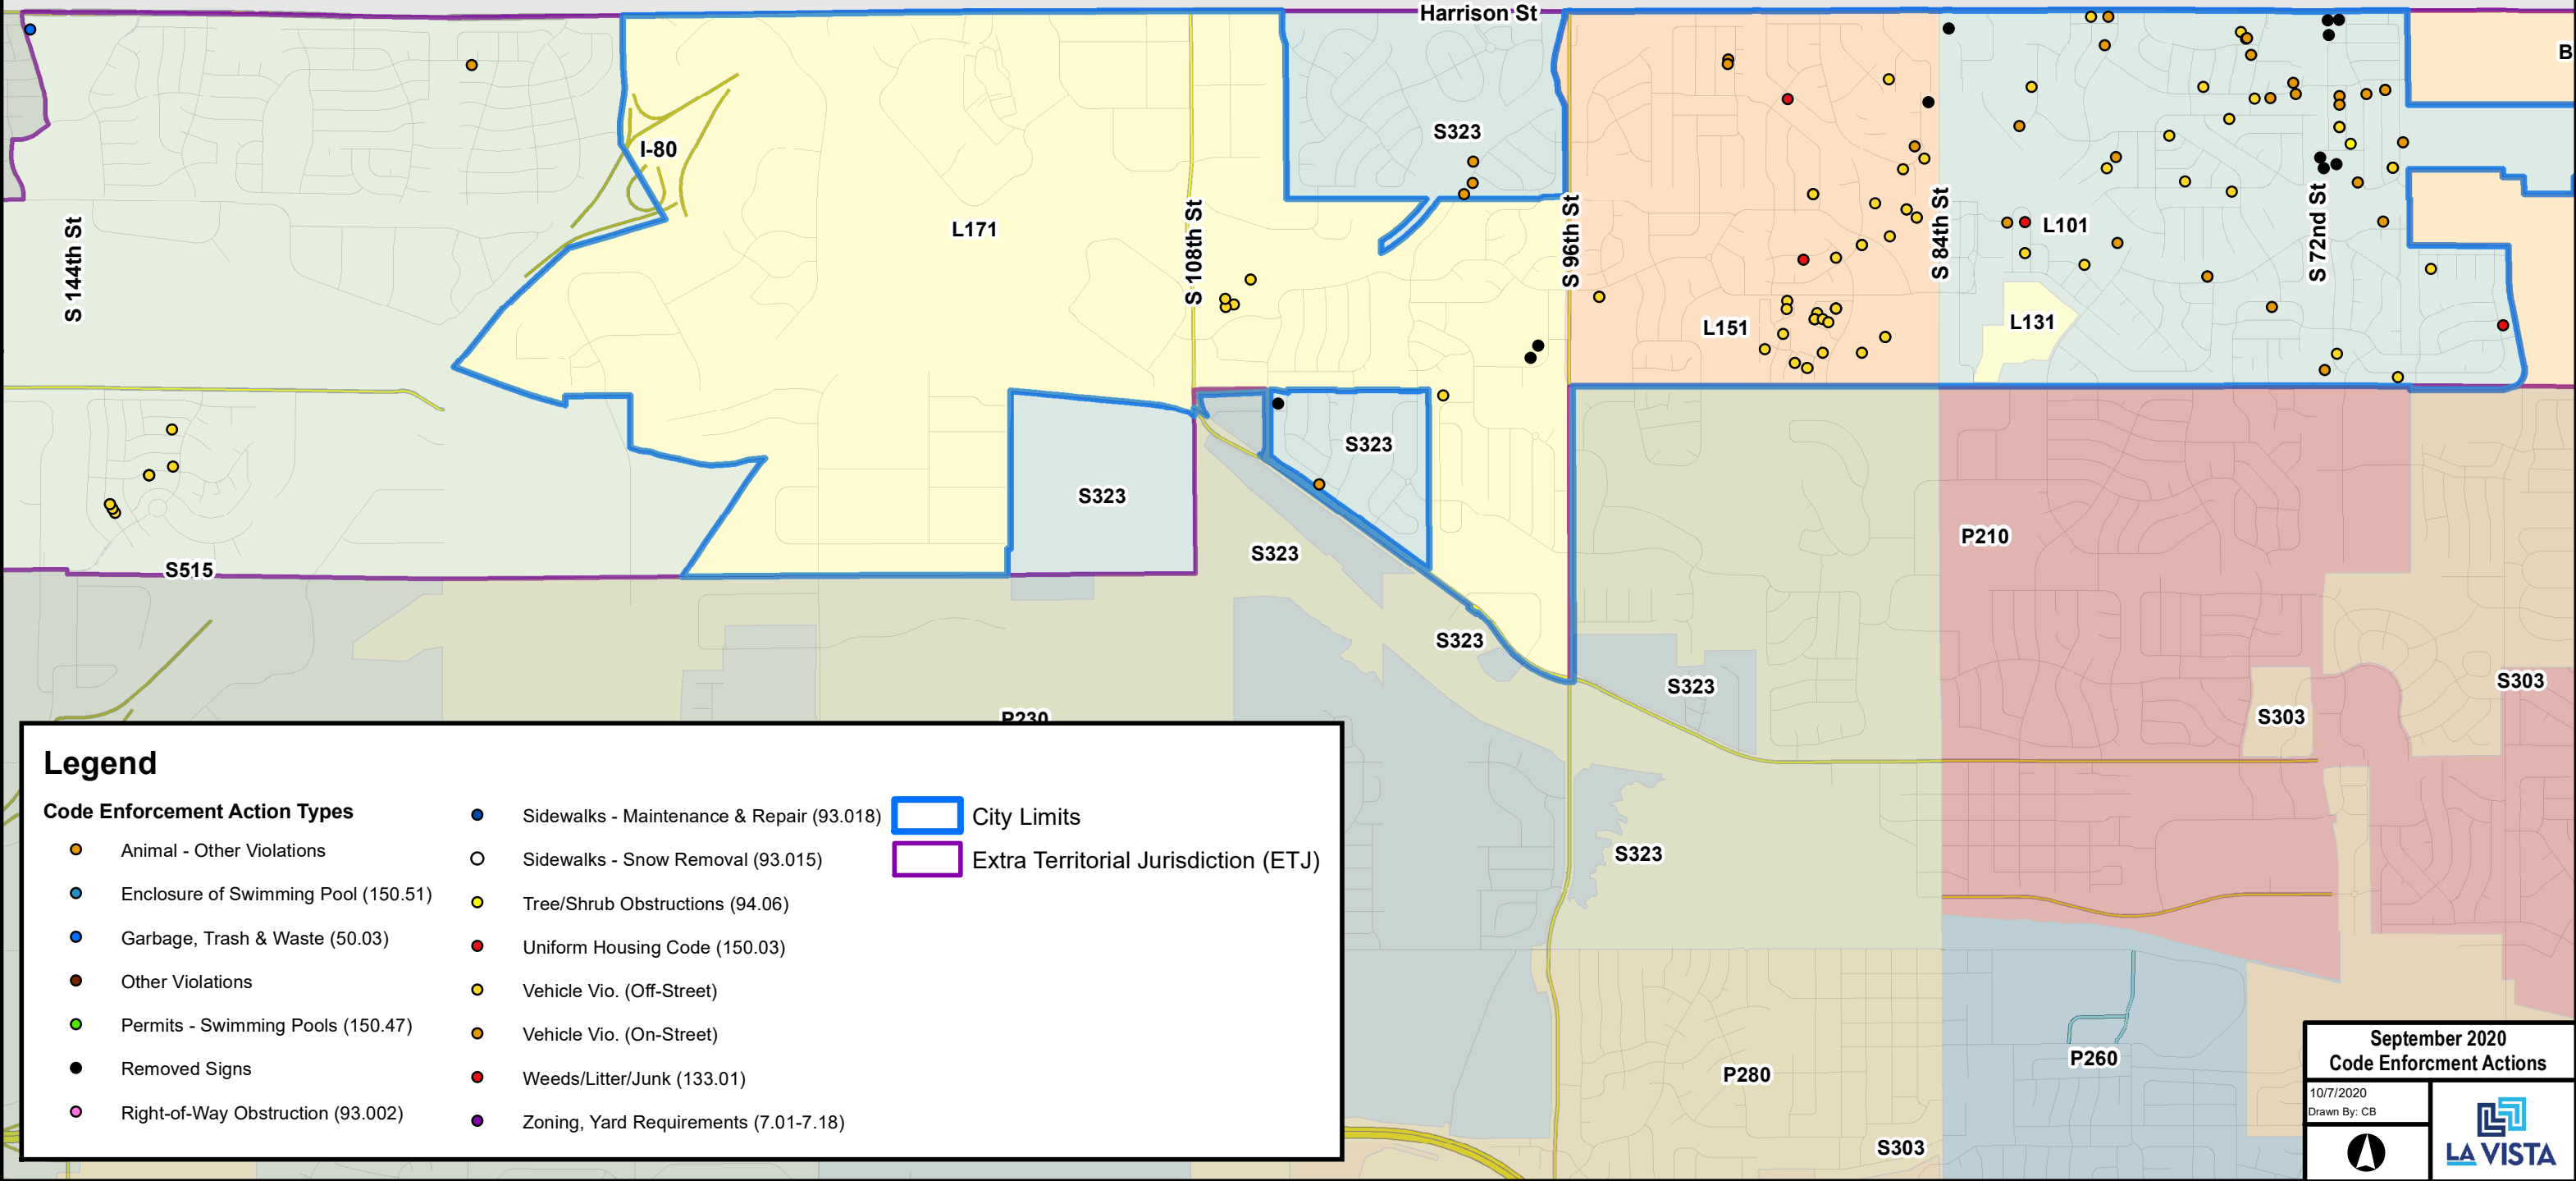 Harrison St
B
S323
I-80
S 144th St
L171
S 108th St
S 96th St
S 84th St
L101
S 72nd St
L151
L131
S323
S323
S323
S515
P210
S323
S323
S303
S303
P230
S323
P280
P260
S303
Legend
Code Enforcement Action Types
Animal - Other Violations
Enclosure of Swimming Pool (150.51)
Garbage, Trash & Waste (50.03)
Other Violations
Permits - Swimming Pools (150.47)
Removed Signs
Right-of-Way Obstruction (93.002)
Sidewalks - Maintenance & Repair (93.018)
Sidewalks - Snow Removal (93.015)
Tree/Shrub Obstructions (94.06)
Uniform Housing Code (150.03)
Vehicle Vio. (Off-Street)
Vehicle Vio. (On-Street)
Weeds/Litter/Junk (133.01)
Zoning, Yard Requirements (7.01-7.18)
City Limits
Extra Territorial Jurisdiction (ETJ)
September 2020
Code Enforcment Actions
10/7/2020
Drawn By: CB
LA VISTA